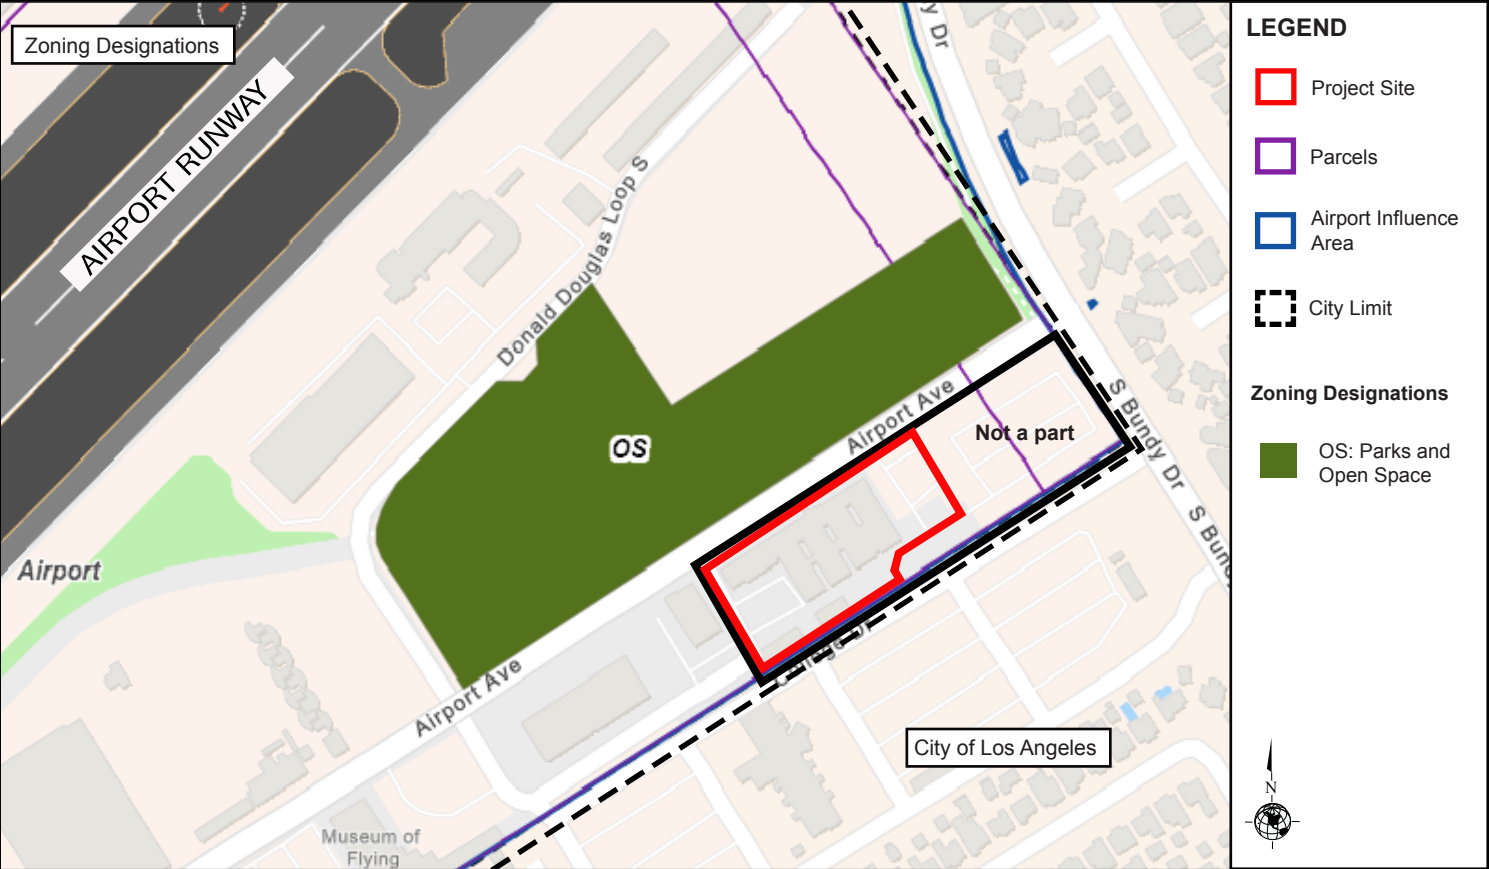 Zoning Designations
AIRPORT RUNWAY
Donald Douglas Loop S
y Dr
OS
Airport Ave
Not a part
S Bundy Dr
S Bundy
Airport
Airport Ave
City of Los Angeles
Museum of
Flying
LEGEND
Project Site
Parcels
Airport Influence
Area
City Limit
Zoning Designations
OS: Parks and
Open Space
N